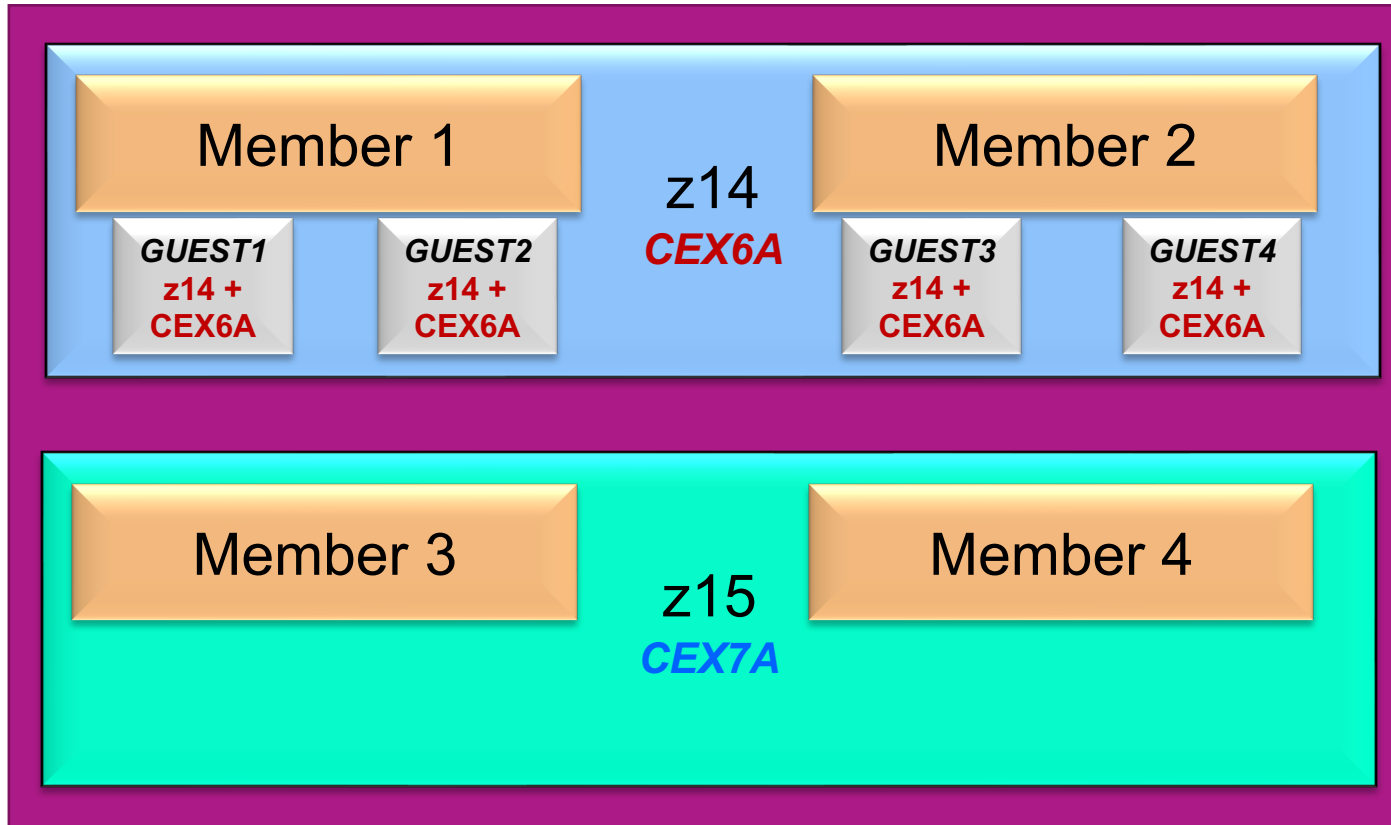 Member 1
Member 2
z14
CEX6A
GUEST1
z14 +
CEX6A
GUEST2
z14 +
CEX6A
GUEST3
z14 +
CEX6A
GUEST4
z14 +
CEX6A
Member 3
Member 4
z15
CEX7A